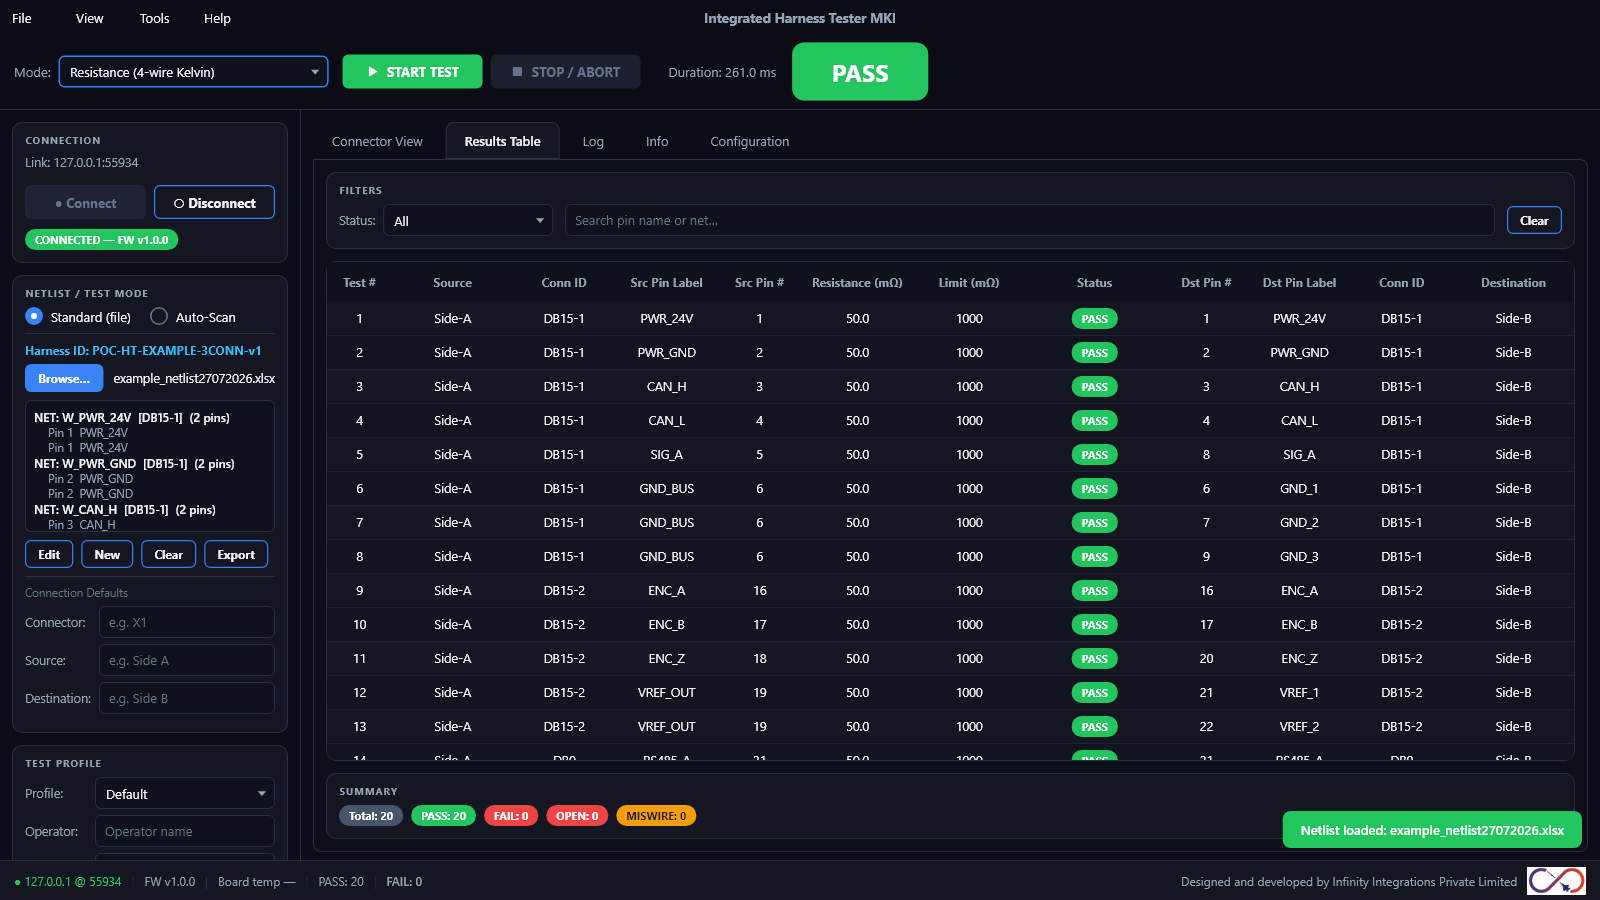 File View Tools Help
Integrated Harness Tester MKI
Mode: Resistance (4-wire Kelvin) START TEST STOP / ABORT Duration: 261.0 ms PASS
CONNECTION
Link: 127.0.0.1:55934
Connect Disconnect
CONNECTED — FW v1.0.0
NETLIST / TEST MODE
Standard (file) Auto-Scan
Harness ID: POC-HT-EXAMPLE-3CONN-v1
Browse... example_netlist27072026.xlsx
NET: W_PWR_24V [DB15-1] (2 pins)
Pin 1 PWR_24V
Pin 1 PWR_24V
NET: W_PWR_GND [DB15-1] (2 pins)
Pin 2 PWR_GND
Pin 2 PWR_GND
NET: W_CAN_H [DB15-1] (2 pins)
Pin 3 CAN_H
Edit New Clear Export
Connection Defaults
Connector: e.g. X1
Source: e.g. Side A
Destination: e.g. Side B
TEST PROFILE
Profile: Default
Operator: Operator name
Connector View Results Table Log Info Configuration
FILTERS
Status: All Search pin name or net... Clear
Test # Source Conn ID Src Pin Label Src Pin # Resistance (mΩ) Limit (mΩ) Status Dst Pin # Dst Pin Label Conn ID Destination
1 Side-A DB15-1 PWR_24V 1 50.0 1000 PASS 1 PWR_24V DB15-1 Side-B
2 Side-A DB15-1 PWR_GND 2 50.0 1000 PASS 2 PWR_GND DB15-1 Side-B
3 Side-A DB15-1 CAN_H 3 50.0 1000 PASS 3 CAN_H DB15-1 Side-B
4 Side-A DB15-1 CAN_L 4 50.0 1000 PASS 4 CAN_L DB15-1 Side-B
5 Side-A DB15-1 SIG_A 5 50.0 1000 PASS 8 SIG_A DB15-1 Side-B
6 Side-A DB15-1 GND_BUS 6 50.0 1000 PASS 6 GND_1 DB15-1 Side-B
7 Side-A DB15-1 GND_BUS 6 50.0 1000 PASS 7 GND_2 DB15-1 Side-B
8 Side-A DB15-1 GND_BUS 6 50.0 1000 PASS 9 GND_3 DB15-1 Side-B
9 Side-A DB15-2 ENC_A 16 50.0 1000 PASS 16 ENC_A DB15-2 Side-B
10 Side-A DB15-2 ENC_B 17 50.0 1000 PASS 17 ENC_B DB15-2 Side-B
11 Side-A DB15-2 ENC_Z 18 50.0 1000 PASS 20 ENC_Z DB15-2 Side-B
12 Side-A DB15-2 VREF_OUT 19 50.0 1000 PASS 21 VREF_1 DB15-2 Side-B
13 Side-A DB15-2 VREF_OUT 19 50.0 1000 PASS 22 VREF_2 DB15-2 Side-B
14 Side-A DB9 RS485_A 31 50.0 1000 PASS 31 RS485_A DB9 Side-B
SUMMARY
Total: 20 PASS: 20 FAIL: 0 OPEN: 0 MISWIRE: 0
Netlist loaded: example_netlist27072026.xlsx
127.0.0.1 @ 55934 FW v1.0.0 Board temp — PASS: 20 FAIL: 0
Designed and developed by Infinity Integrations Private Limited